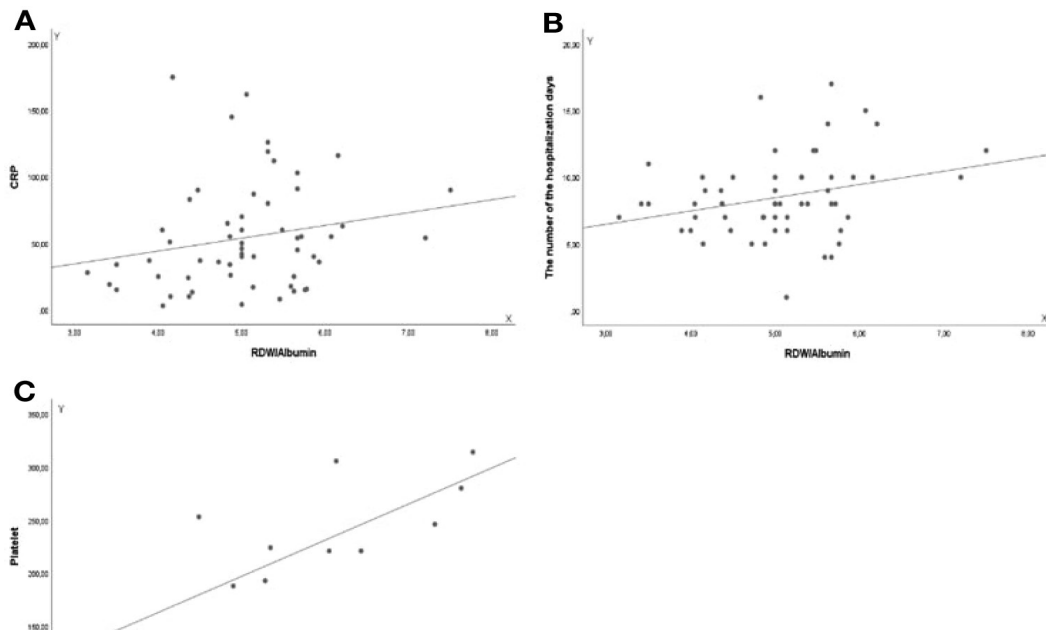 A
Y
200,00
150,00
100,00
50,00
,00
CRP
3,00 4,00 5,00 6,00 7,00 8,00
X
RDW/Albumin
B
Y
20,00
15,00
10,00
5,00
,00
The number of the hospitalization days
3,00 4,00 5,00 6,00 7,00 8,00
X
RDW/Albumin
C
Y
350,00
300,00
250,00
200,00
150,00
Platelet